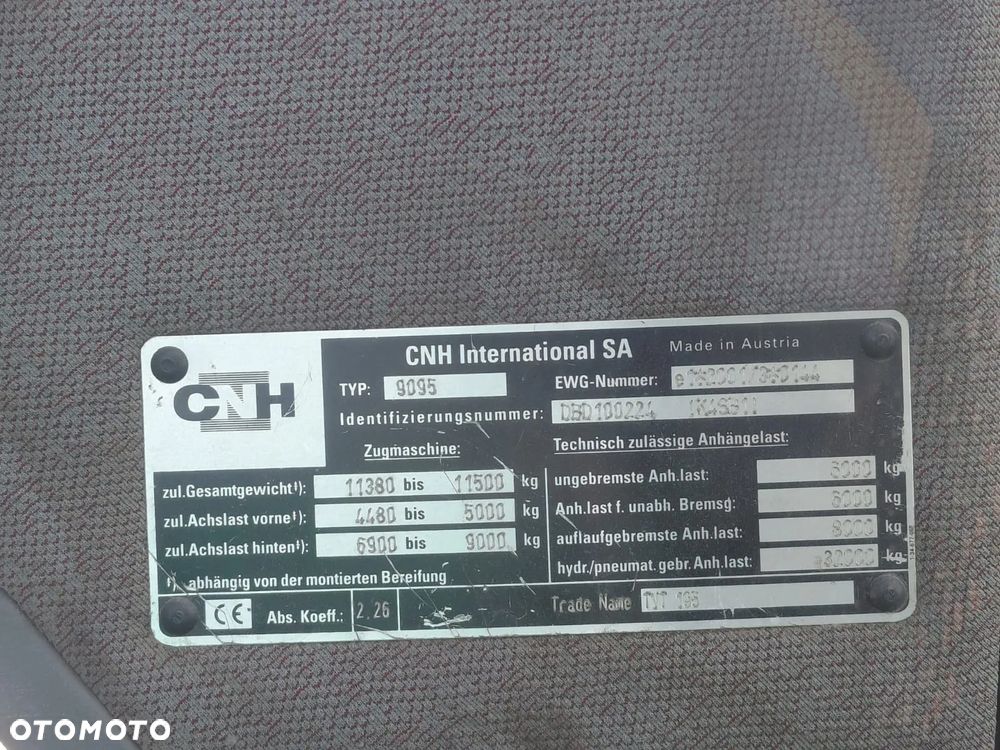 CNH
CNH International SA Made in Austria
TYP: 9095 EWG-Nummer:
Identifizierungsnummer: DBD100224
Zugmaschine: Technisch zulässige Anhängelast:
zul.Gesamtgewicht¹): 11380 bis 11500 kg
zul.Achslast vorne¹): 4480 bis 5000 kg
zul.Achslast hinten¹): 6900 bis 9000 kg
¹) abhängig von der montierten Bereifung
ungebremste Anh.last: kg
Anh.last f. unabh. Bremsg: kg
auflaufgebremste Anh.last: 8000 kg
hydr./pneumat.gebr.Anh.last: kg
CE Abs. Koeff.: 2.26 Trade Name TVT 195
OTOMOTO